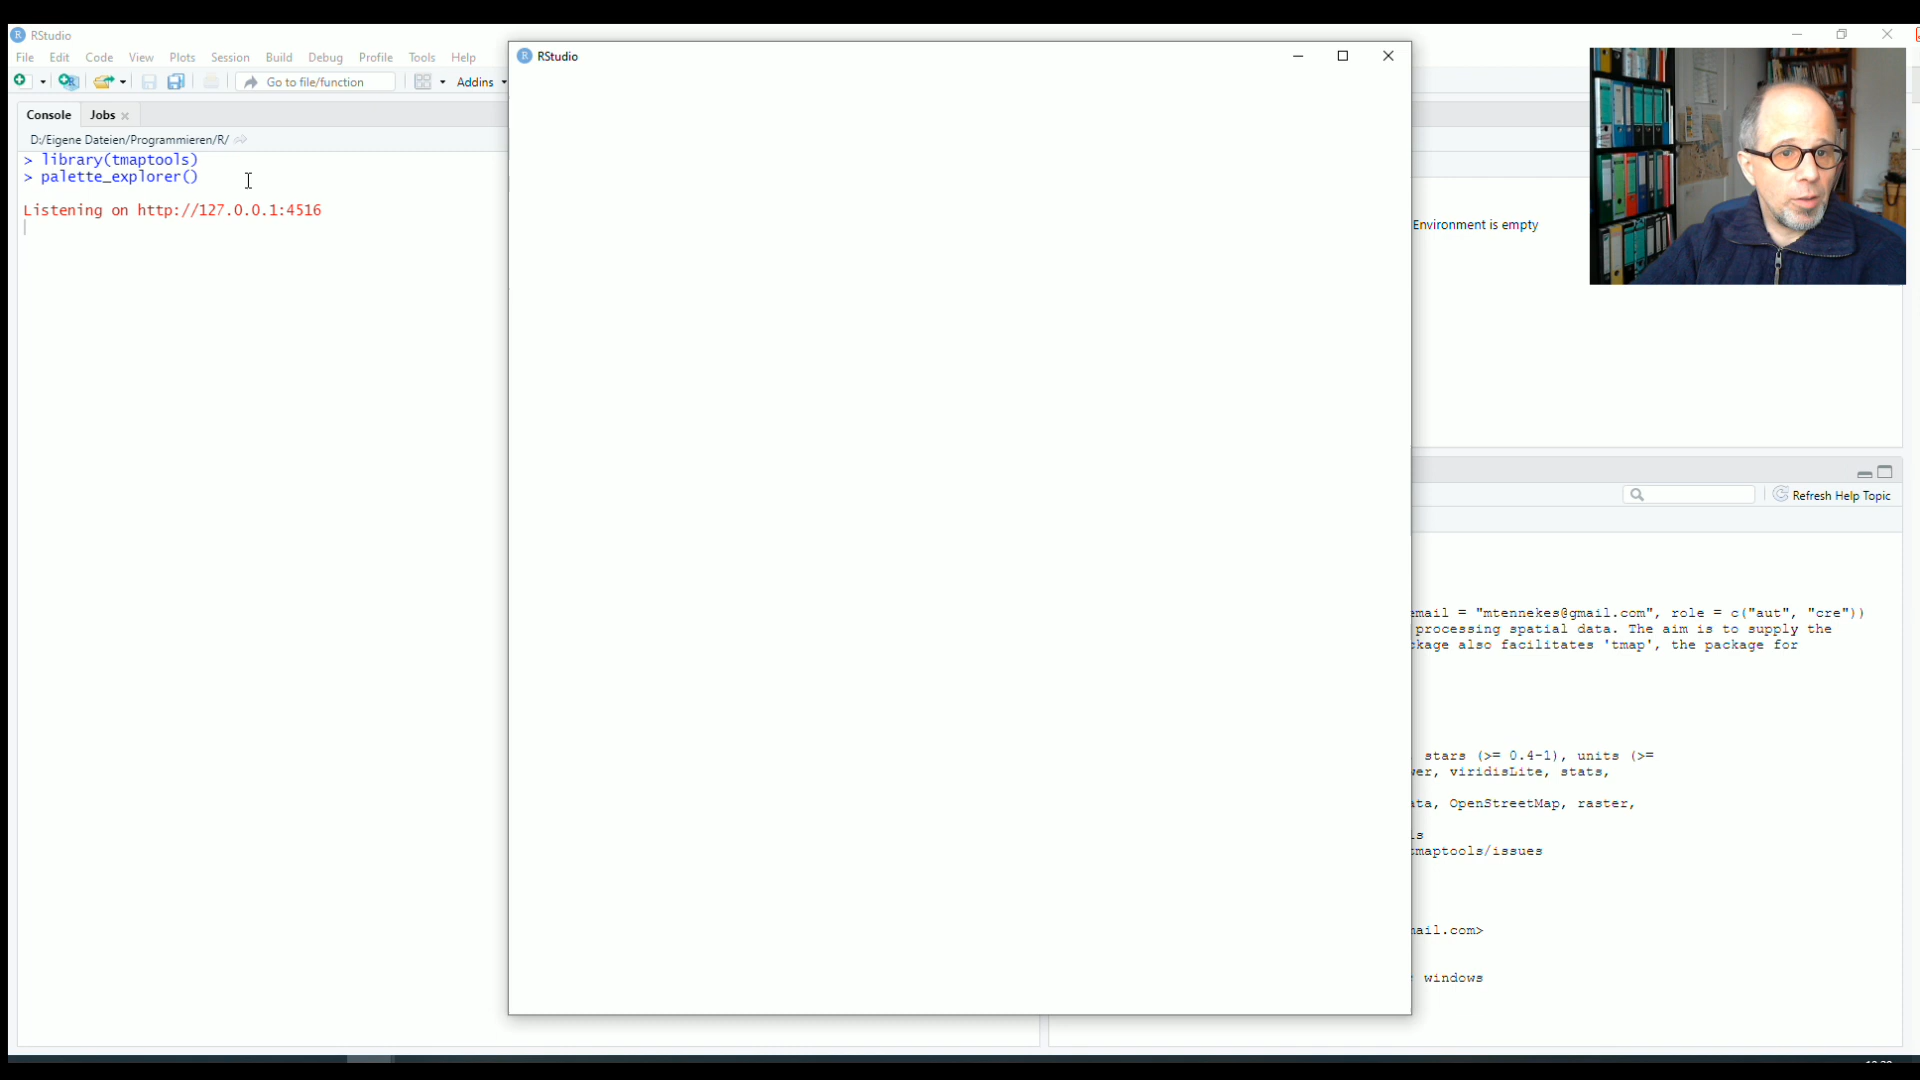 RStudio
File Edit Code View Plots Session Build Debug Profile Tools Help
Go to file/function Addins
Console Jobs
D:/Eigene Dateien/Programmieren/R/
> library(tmaptools)
> palette_explorer()
Listening on http://127.0.0.1:4516
RStudio
Environment is empty
Refresh Help Topic
email = "mtennekes@gmail.com", role = c("aut", "cre"))
processing spatial data. The aim is to supply the
kage also facilitates 'tmap', the package for
stars (>= 0.4-1), units (>=
er, viridisLite, stats,
ata, OpenStreetMap, raster,
ls
maptools/issues
mail.com>
windows